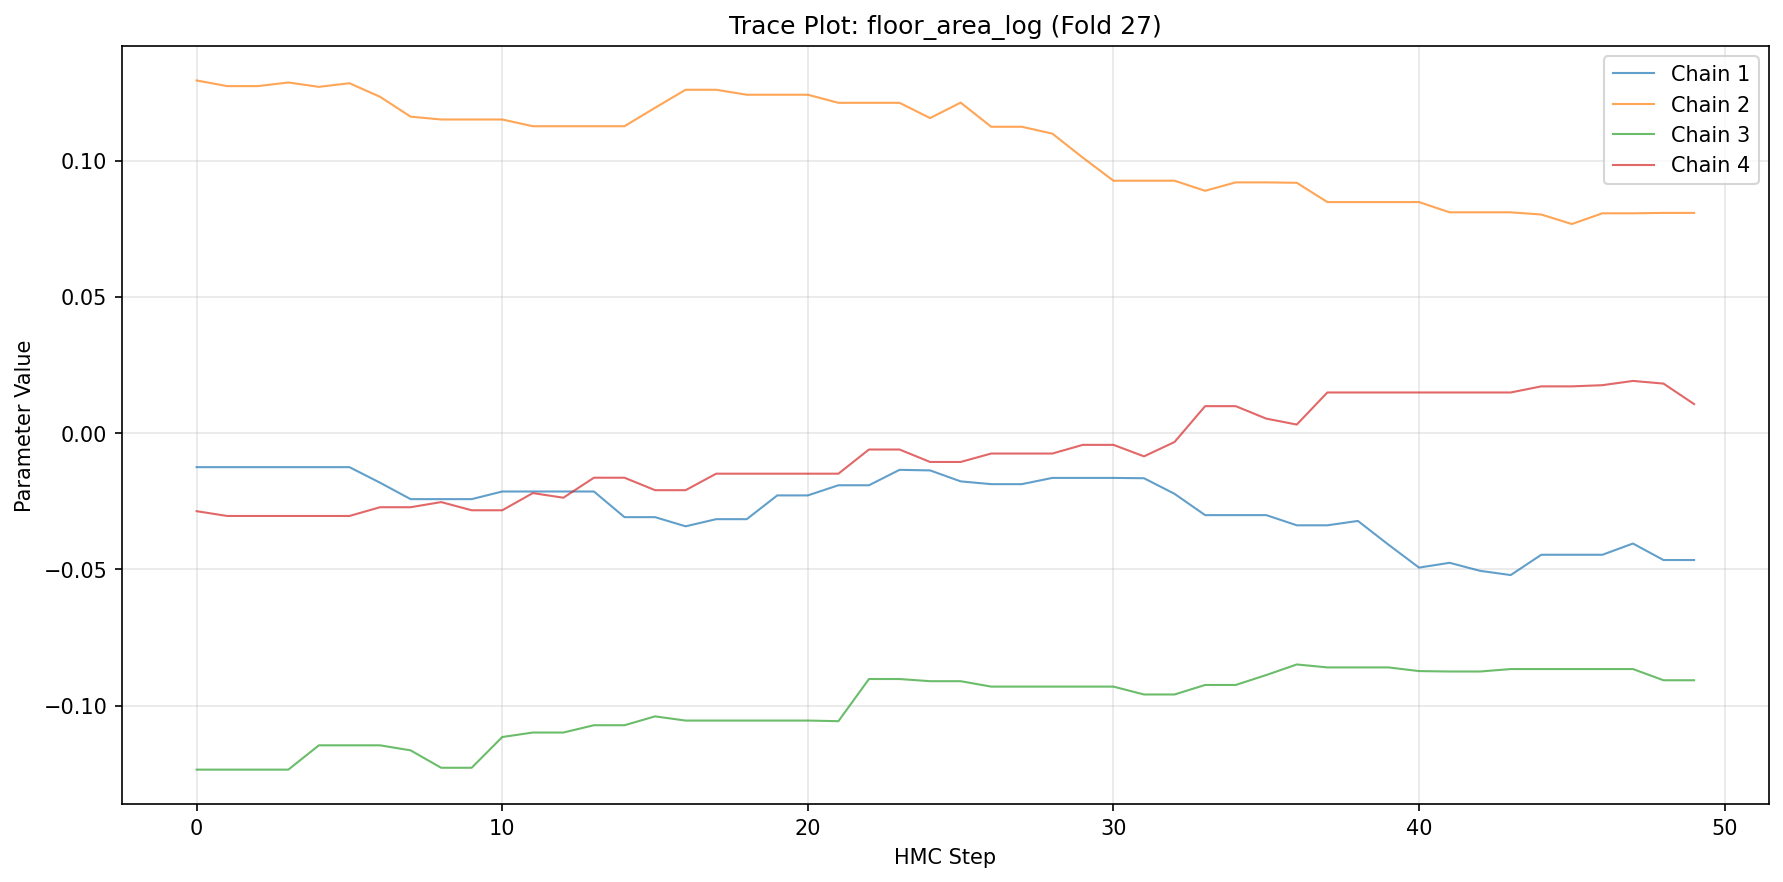 Trace Plot: floor_area_log (Fold 27)
Chain 1
Chain 2
Chain 3
Chain 4
Parameter Value
0.10
0.05
0.00
−0.05
−0.10
0 10 20 30 40 50
HMC Step